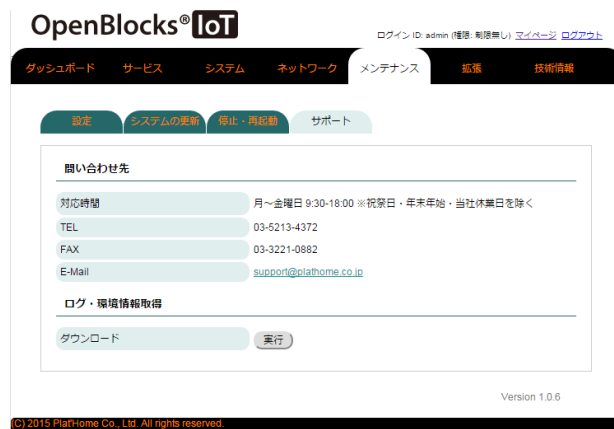 OpenBlocks® IoT
ログイン ID: admin (権限: 制限無し) マイページ ログアウト
ダッシュボード サービス システム ネットワーク メンテナンス 拡張 技術情報
設定 システムの更新 停止・再起動 サポート
問い合わせ先
対応時間 月～金曜日 9:30-18:00 ※祝祭日・年末年始・当社休業日を除く
TEL 03-5213-4372
FAX 03-3221-0882
E-Mail support@plathome.co.jp
ログ・環境情報取得
ダウンロード 実行
Version 1.0.6
(C) 2015 Plat'Home Co., Ltd. All rights reserved.